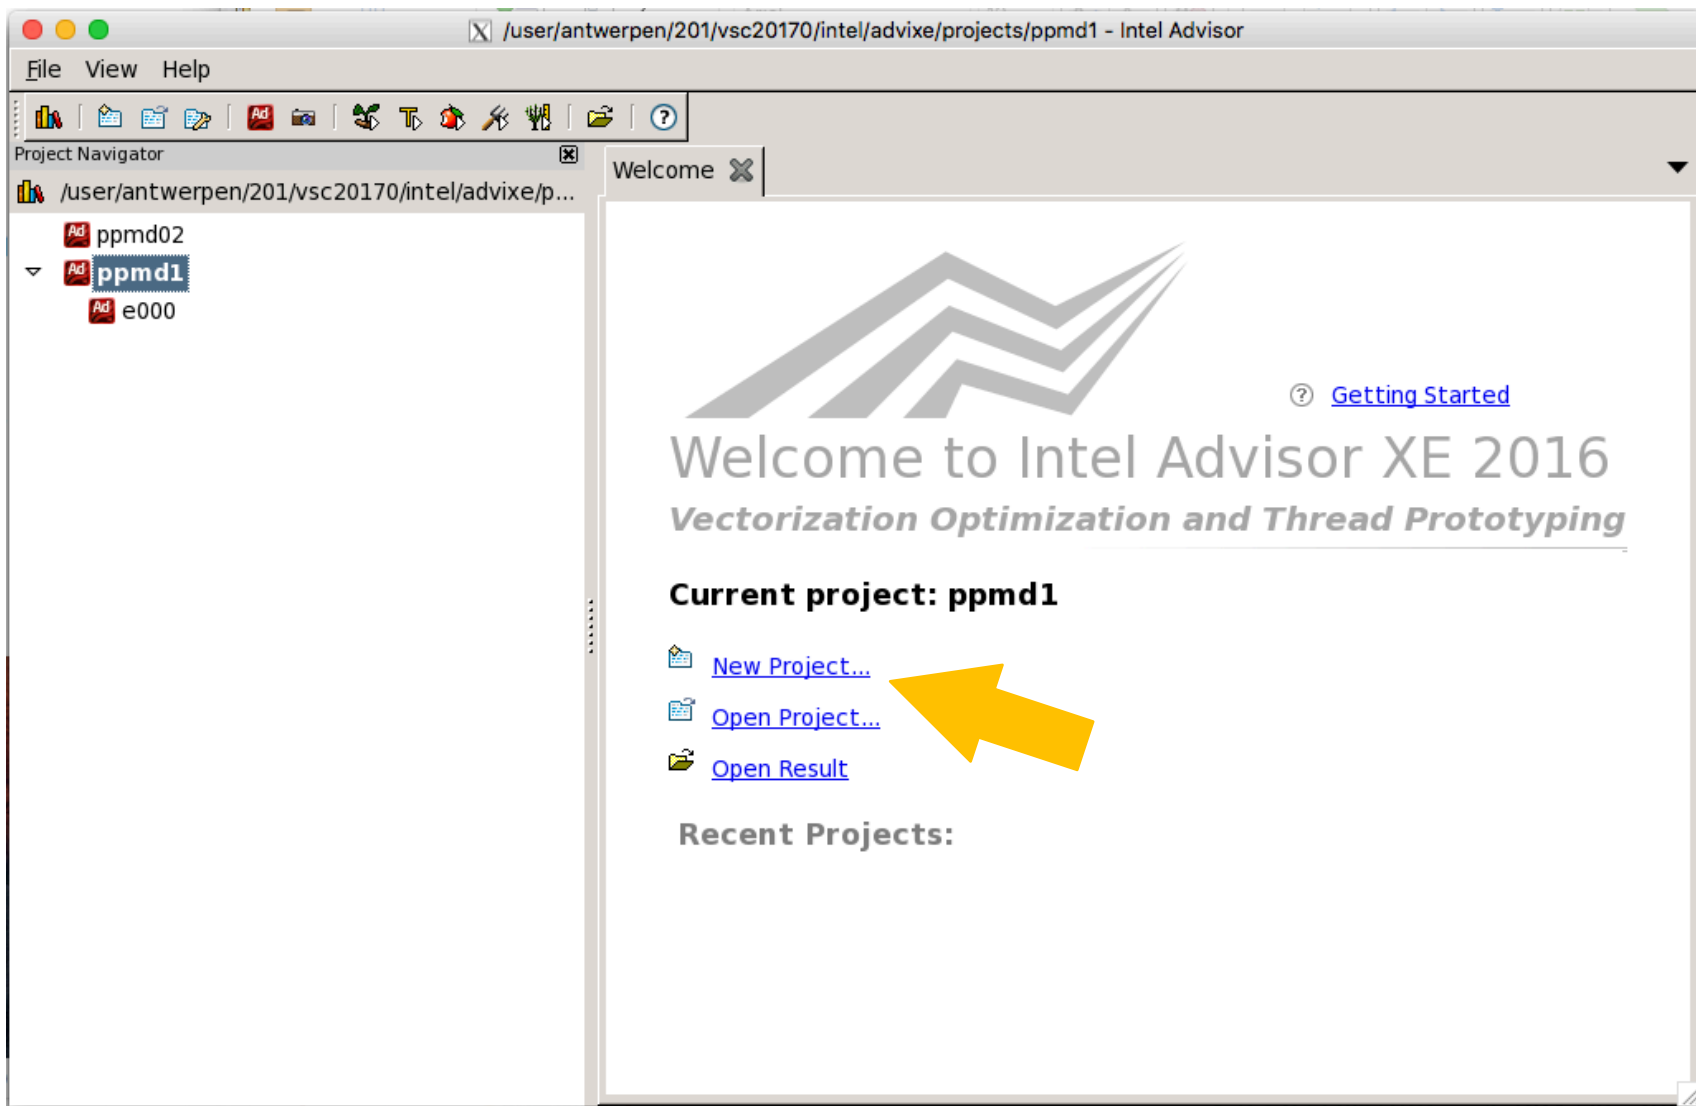 /user/antwerpen/201/vsc20170/intel/advixe/projects/ppmd1 - Intel Advisor
File View Help
Project Navigator
/user/antwerpen/201/vsc20170/intel/advixe/p...
ppmd02
ppmd1
e000
Welcome
Getting Started
Welcome to Intel Advisor XE 2016
Vectorization Optimization and Thread Prototyping
Current project: ppmd1
New Project...
Open Project...
Open Result
Recent Projects: